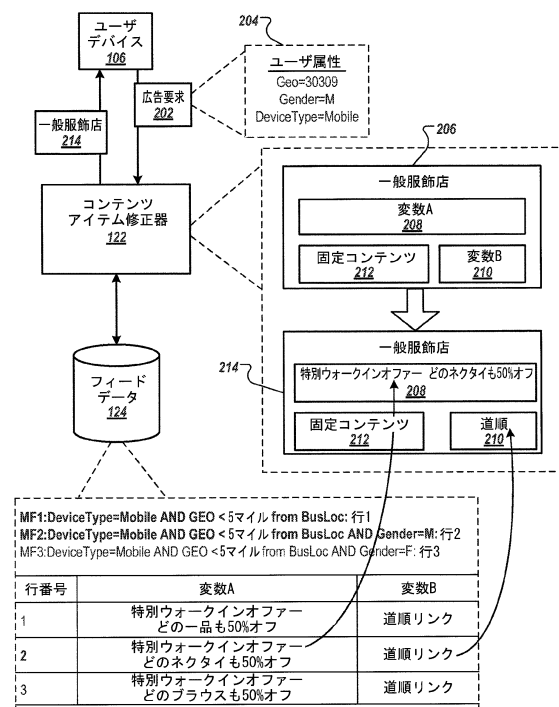 ユーザ
デバイス
106
204
ユーザ属性
Geo=30309
Gender=M
DeviceType=Mobile
広告要求
202
一般服飾店
214
コンテンツ
アイテム修正器
122
206
一般服飾店
変数A
208
固定コンテンツ
212
変数B
210
214
一般服飾店
特別ウォークインオファー どのネクタイも50%オフ
208
固定コンテンツ
212
道順
210
フィード
データ
124
MF1:DeviceType=Mobile AND GEO <5マイル from BusLoc: 行1
MF2:DeviceType=Mobile AND GEO <5マイル from BusLoc AND Gender=M: 行2
MF3:DeviceType=Mobile AND GEO <5マイル from BusLoc AND Gender=F: 行3
行番号 変数A 変数B
1 特別ウォークインオファー 道順リンク
どの一品も50%オフ
2 特別ウォークインオファー 道順リンク
どのネクタイも50%オフ
3 特別ウォークインオファー 道順リンク
どのブラウスも50%オフ